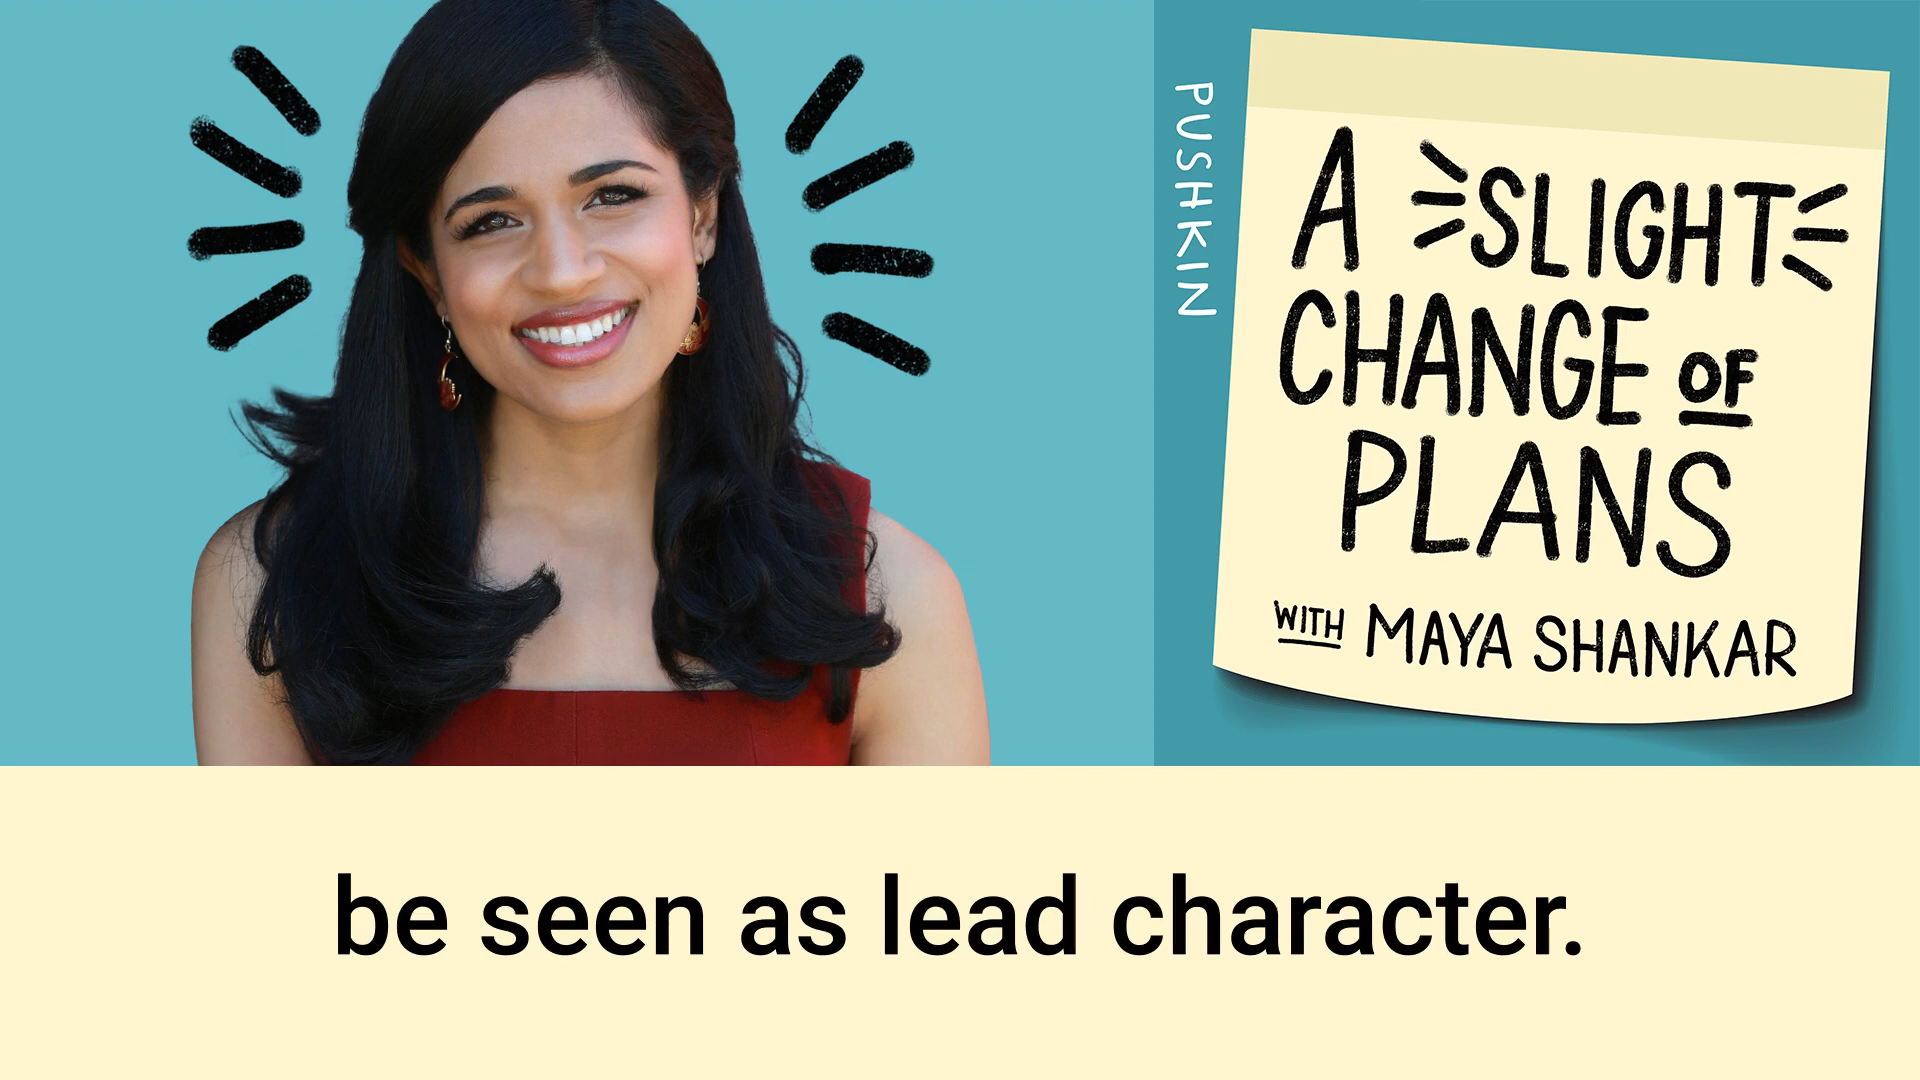 PUSHKIN
A SLIGHT
CHANGE OF
PLANS
WITH MAYA SHANKAR
be seen as lead character.